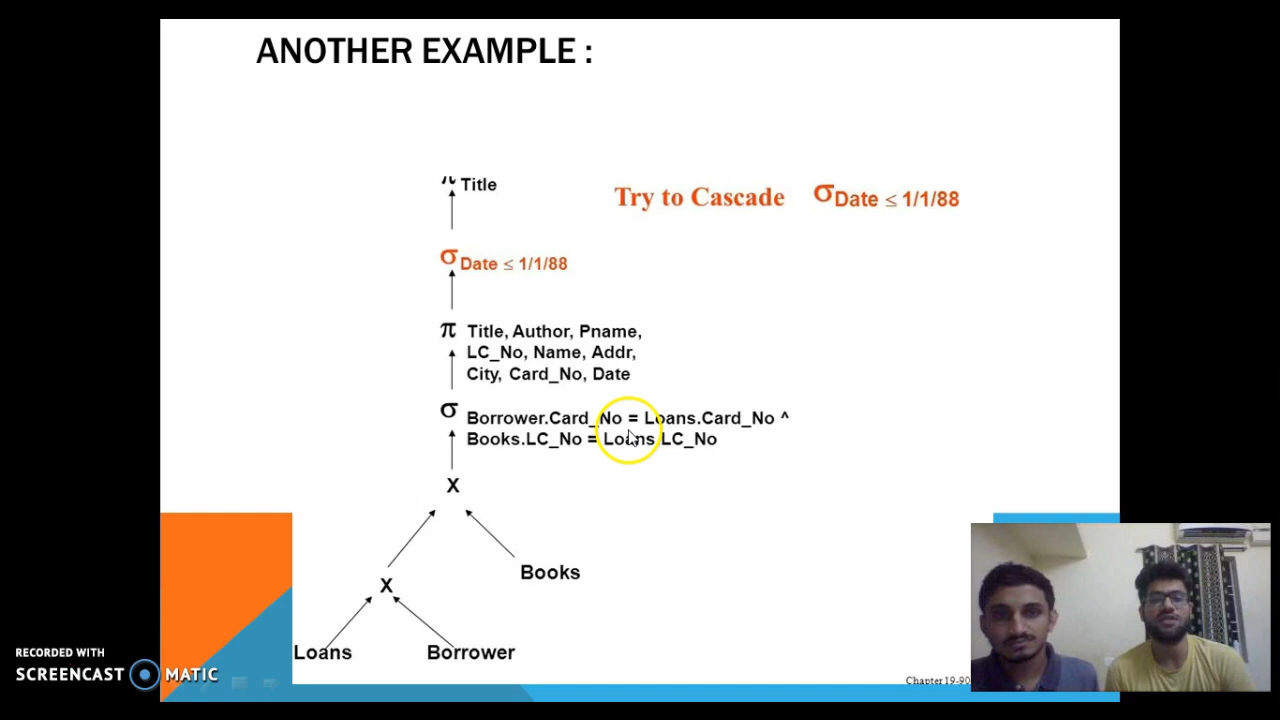 ANOTHER EXAMPLE :
π Title
Try to Cascade σ Date ≤ 1/1/88
σ Date ≤ 1/1/88
π Title, Author, Pname,
LC_No, Name, Addr,
City, Card_No, Date
σ Borrower.Card_No = Loans.Card_No ^
Books.LC_No = Loans.LC_No
X
Books
X
Loans Borrower
RECORDED WITH
SCREENCAST MATIC
Chapter 19-90